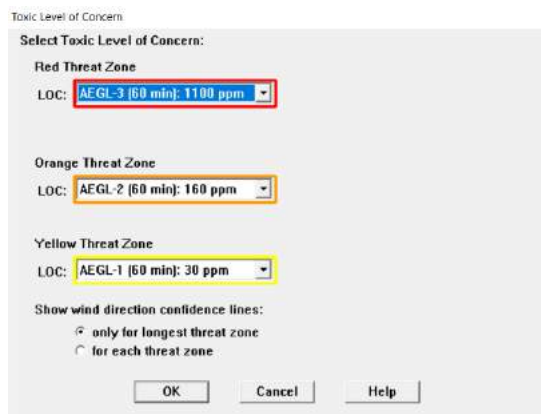 Toxic Level of Concern
Select Toxic Level of Concern:
Red Threat Zone
LOC: AEGL-3 (60 min): 1100 ppm
Orange Threat Zone
LOC: AEGL-2 (60 min): 160 ppm
Yellow Threat Zone
LOC: AEGL-1 (60 min): 30 ppm
Show wind direction confidence lines:
only for longest threat zone
for each threat zone
OK Cancel Help